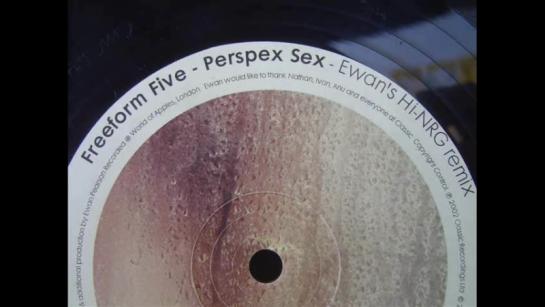 Freeform Five - Perspex Sex - Ewan's Hi-NRG remix
additional production by Ewan Pearson Recorded @ World of Apples, London Ewan would like to thank Nathan, Ivan, Anu and everyone at Classic. Copyright Control. ℗ 2002 Classic Recordings Ltd ©